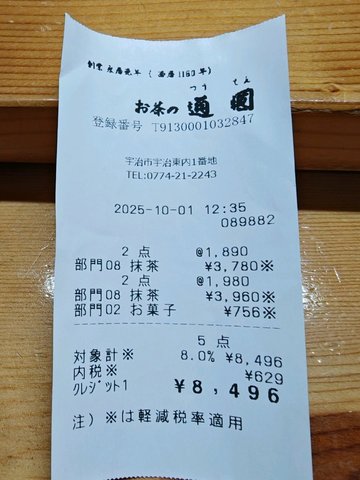 創業 永暦元年 (西暦1160年)
つう えん
お茶の 通圓
登録番号 T9130001032847
宇治市宇治東内1番地
TEL:0774-21-2243
2025-10-01 12:35
089882
2 点 @1,890
部門08 抹茶 ¥3,780※
2 点 @1,980
部門08 抹茶 ¥3,960※
部門02 お菓子 ¥756※
5 点
対象計※ 8.0% ¥8,496
内税※ ¥629
クレジット1 ¥8,496
注) ※は軽減税率適用